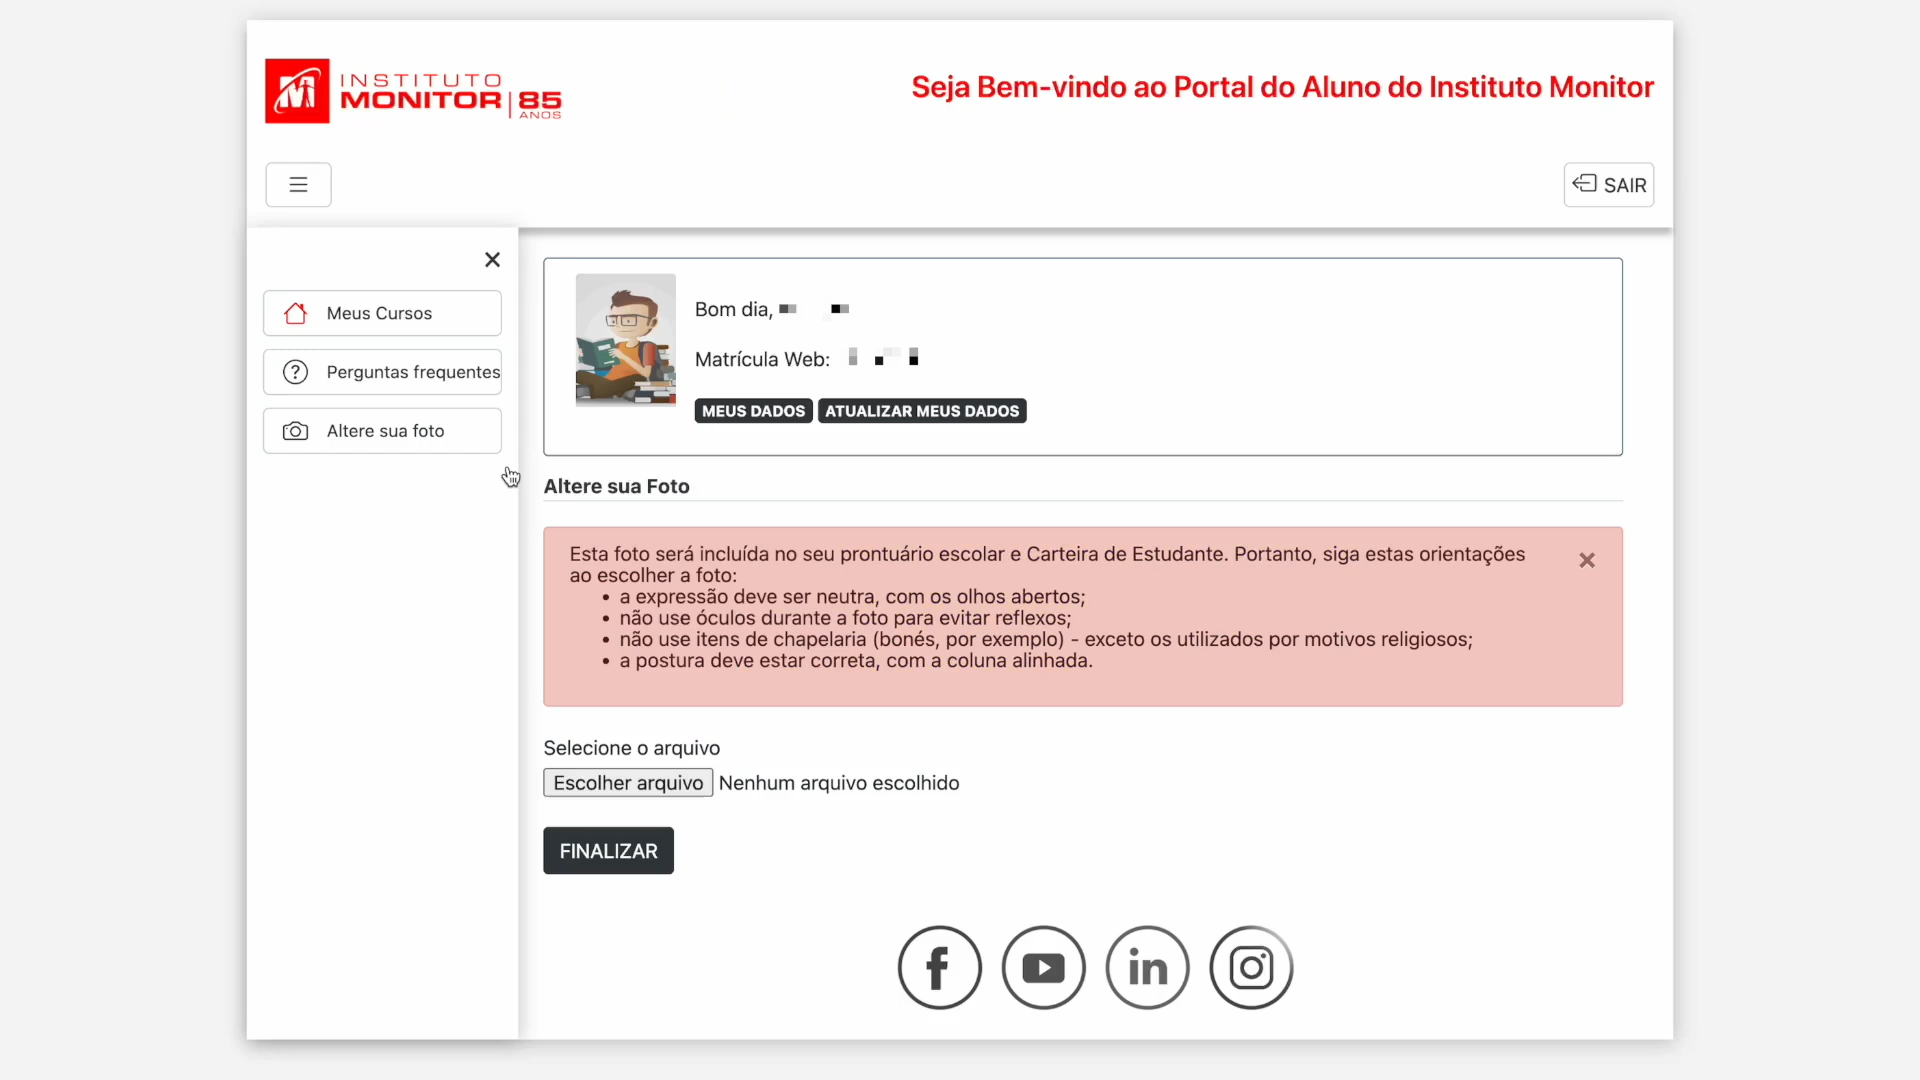 INSTITUTO
MONITOR 85
ANOS
Seja Bem-vindo ao Portal do Aluno do Instituto Monitor
SAIR
Meus Cursos
Perguntas frequentes
Altere sua foto
Bom dia,
Matrícula Web:
MEUS DADOS ATUALIZAR MEUS DADOS
Altere sua Foto
Esta foto será incluída no seu prontuário escolar e Carteira de Estudante. Portanto, siga estas orientações
ao escolher a foto:
• a expressão deve ser neutra, com os olhos abertos;
• não use óculos durante a foto para evitar reflexos;
• não use itens de chapelaria (bonés, por exemplo) - exceto os utilizados por motivos religiosos;
• a postura deve estar correta, com a coluna alinhada.
Selecione o arquivo
Escolher arquivo Nenhum arquivo escolhido
FINALIZAR